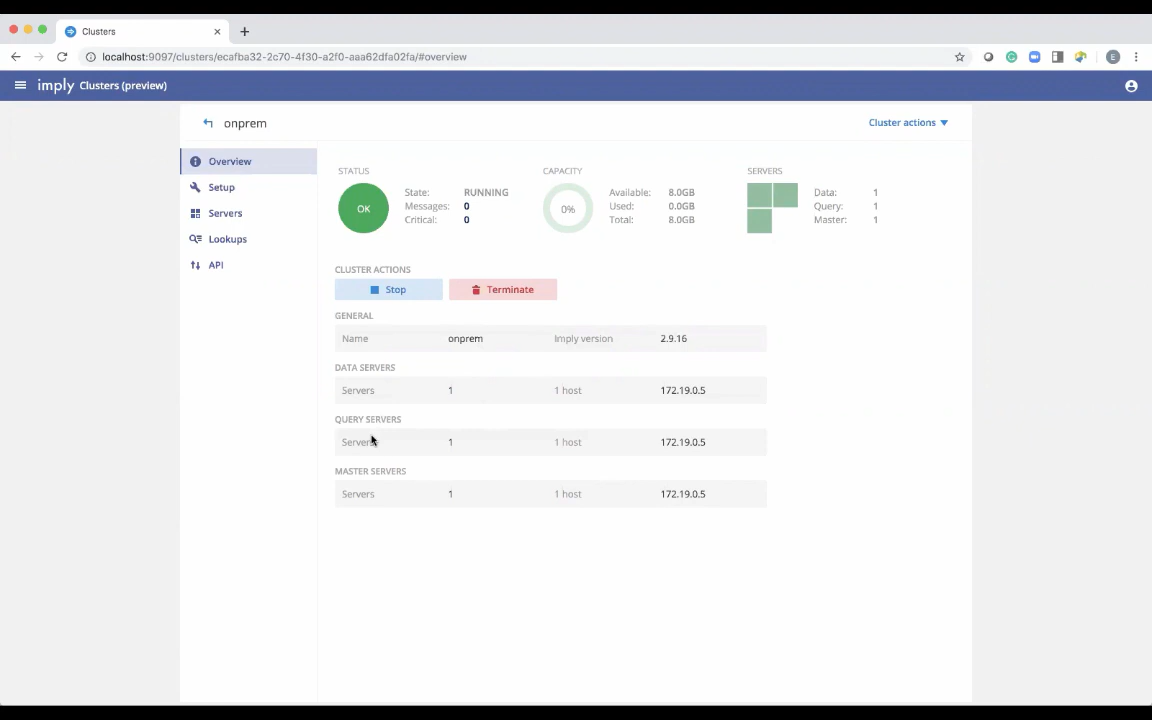 Clusters
localhost:9097/clusters/ecafba32-2c70-4f30-a2f0-aaa62dfa02fa/#overview
E
imply Clusters (preview)
onprem
Cluster actions
Overview
Setup
Servers
Lookups
API
STATUS
OK
State: RUNNING
Messages: 0
Critical: 0
CAPACITY
0%
Available: 8.0GB
Used: 0.0GB
Total: 8.0GB
SERVERS
Data: 1
Query: 1
Master: 1
CLUSTER ACTIONS
Stop Terminate
GENERAL
Name onprem Imply version 2.9.16
DATA SERVERS
Servers 1 1 host 172.19.0.5
QUERY SERVERS
Servers 1 1 host 172.19.0.5
MASTER SERVERS
Servers 1 1 host 172.19.0.5